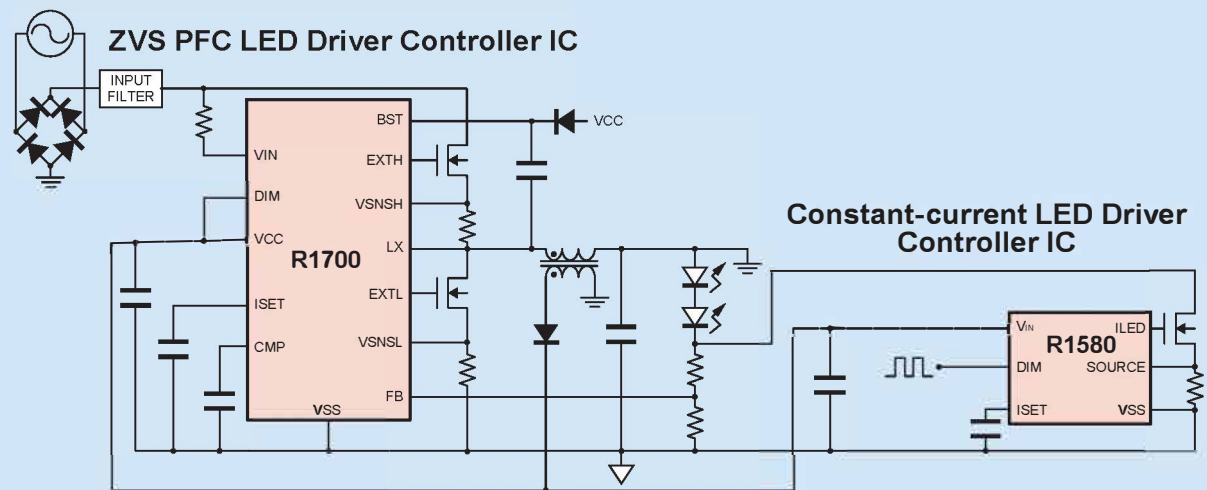 ZVS PFC LED Driver Controller IC
INPUT
FILTER
BST
VCC
VIN
EXTH
DIM
VSNSH
VCC
LX
R1700
ISET
EXTL
CMP
VSNSL
FB
VSS
Constant-current LED Driver
Controller IC
VIN
ILED
R1580
DIM
SOURCE
ISET
VSS